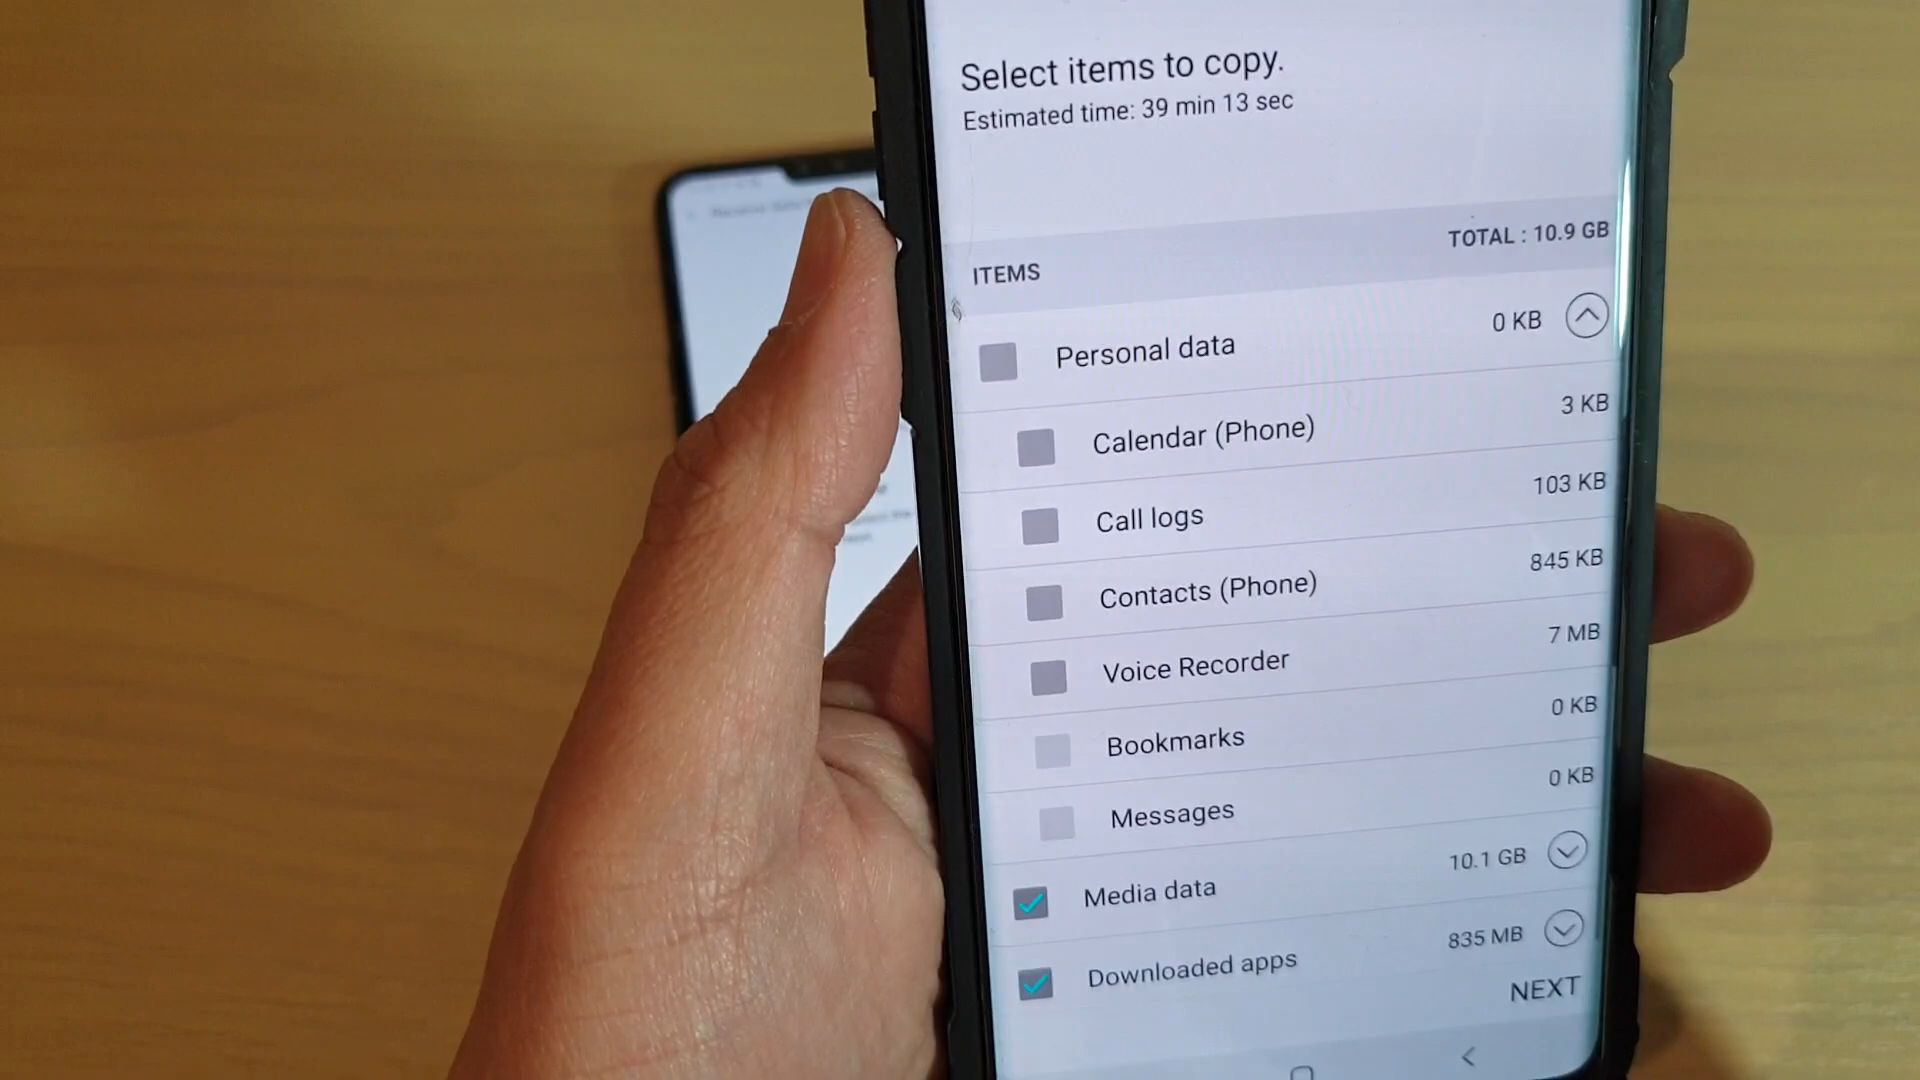 Select items to copy.
Estimated time: 39 min 13 sec
TOTAL : 10.9 GB
ITEMS
Personal data 0 KB
Calendar (Phone) 3 KB
Call logs 103 KB
Contacts (Phone) 845 KB
Voice Recorder 7 MB
Bookmarks 0 KB
Messages 0 KB
Media data 10.1 GB
Downloaded apps 835 MB
NEXT